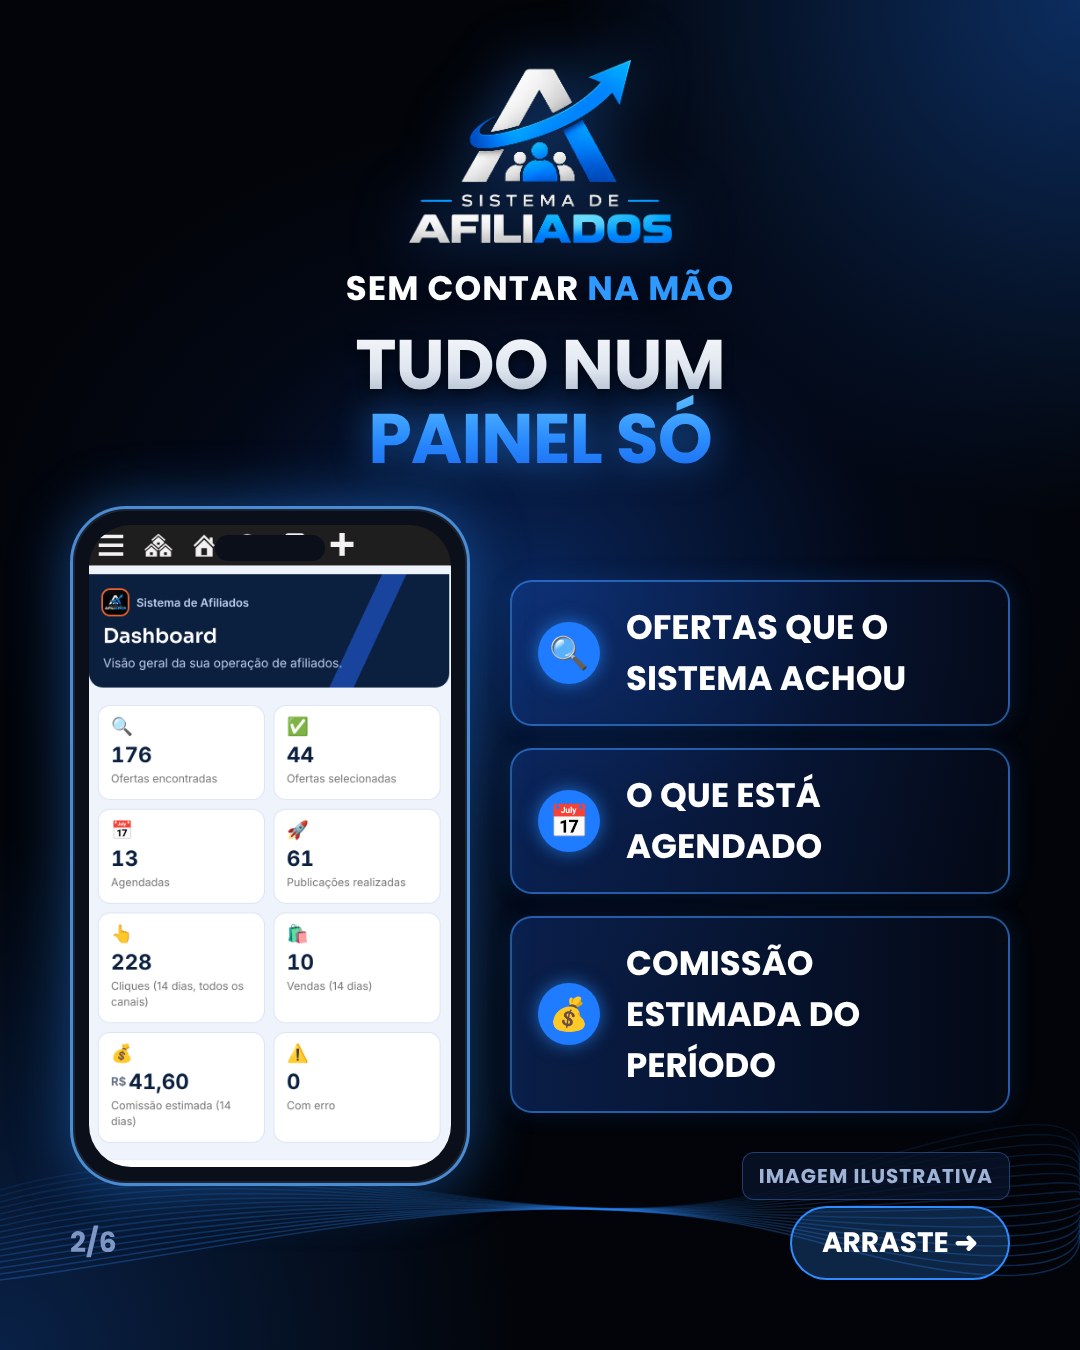 SISTEMA DE
AFILIADOS
SEM CONTAR NA MÃO
TUDO NUM
PAINEL SÓ
Sistema de Afiliados
Dashboard
Visão geral da sua operação de afiliados.
176
Ofertas encontradas
44
Ofertas selecionadas
13
Agendadas
61
Publicações realizadas
228
Cliques (14 dias, todos os
canais)
10
Vendas (14 dias)
R$ 41,60
Comissão estimada (14
dias)
0
Com erro
OFERTAS QUE O
SISTEMA ACHOU
July
17
O QUE ESTÁ
AGENDADO
COMISSÃO
ESTIMADA DO
PERÍODO
IMAGEM ILUSTRATIVA
2/6
ARRASTE →